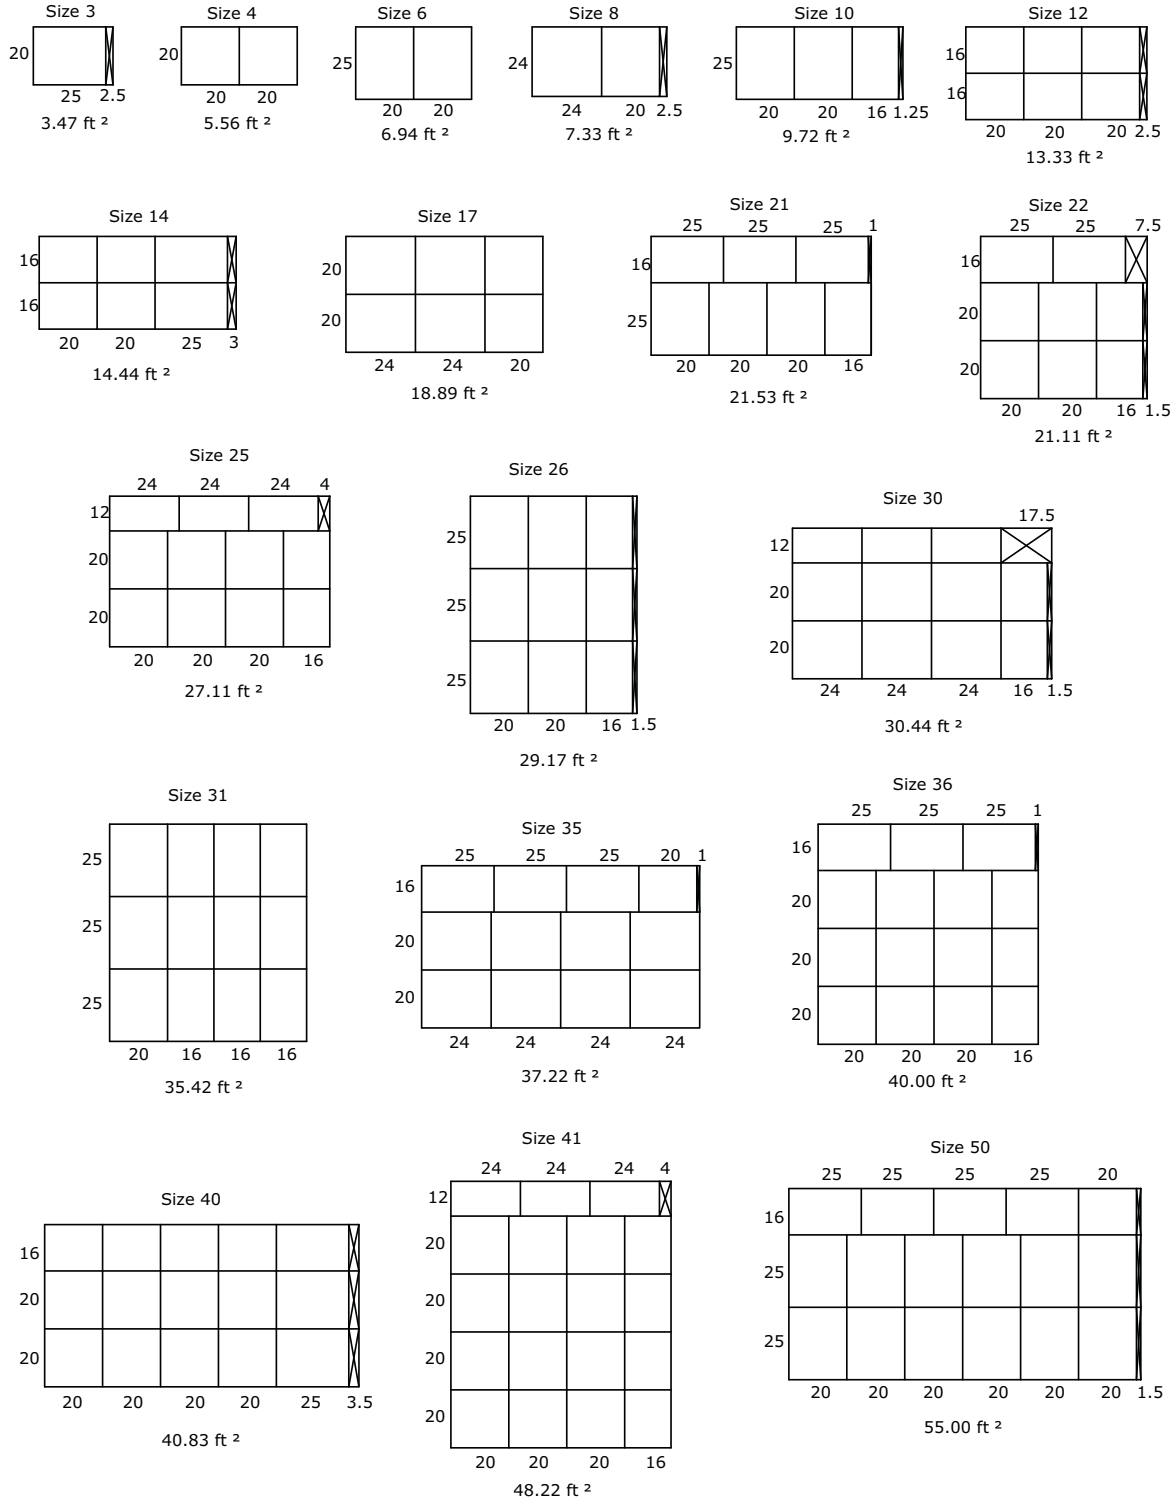 Size 3
20
25 2.5
3.47 ft ²
Size 4
20
20 20
5.56 ft ²
Size 6
25
20 20
6.94 ft ²
Size 8
24
24 20 2.5
7.33 ft ²
Size 10
25
20 20 16 1.25
9.72 ft ²
Size 12
16
16
20 20 20 2.5
13.33 ft ²
Size 14
16
16
20 20 25 3
14.44 ft ²
Size 17
20
20
24 24 20
18.89 ft ²
Size 21
25 25 25 1
16
25
20 20 20 16
21.53 ft ²
Size 22
25 25 7.5
16
20
20
20 20 16 1.5
21.11 ft ²
Size 25
24 24 24 4
12
20
20
20 20 20 16
27.11 ft ²
Size 26
25
25
25
20 20 16 1.5
29.17 ft ²
Size 30
17.5
12
20
20
24 24 24 16 1.5
30.44 ft ²
Size 31
25
25
25
20 16 16 16
35.42 ft ²
Size 35
25 25 25 20 1
16
20
20
24 24 24 24
37.22 ft ²
Size 36
25 25 25 1
16
20
20
20
20 20 20 16
40.00 ft ²
Size 40
16
20
20
20 20 20 20 25 3.5
40.83 ft ²
Size 41
24 24 24 4
12
20
20
20
20
20 20 20 16
48.22 ft ²
Size 50
25 25 25 25 20
16
25
25
20 20 20 20 20 20 1.5
55.00 ft ²